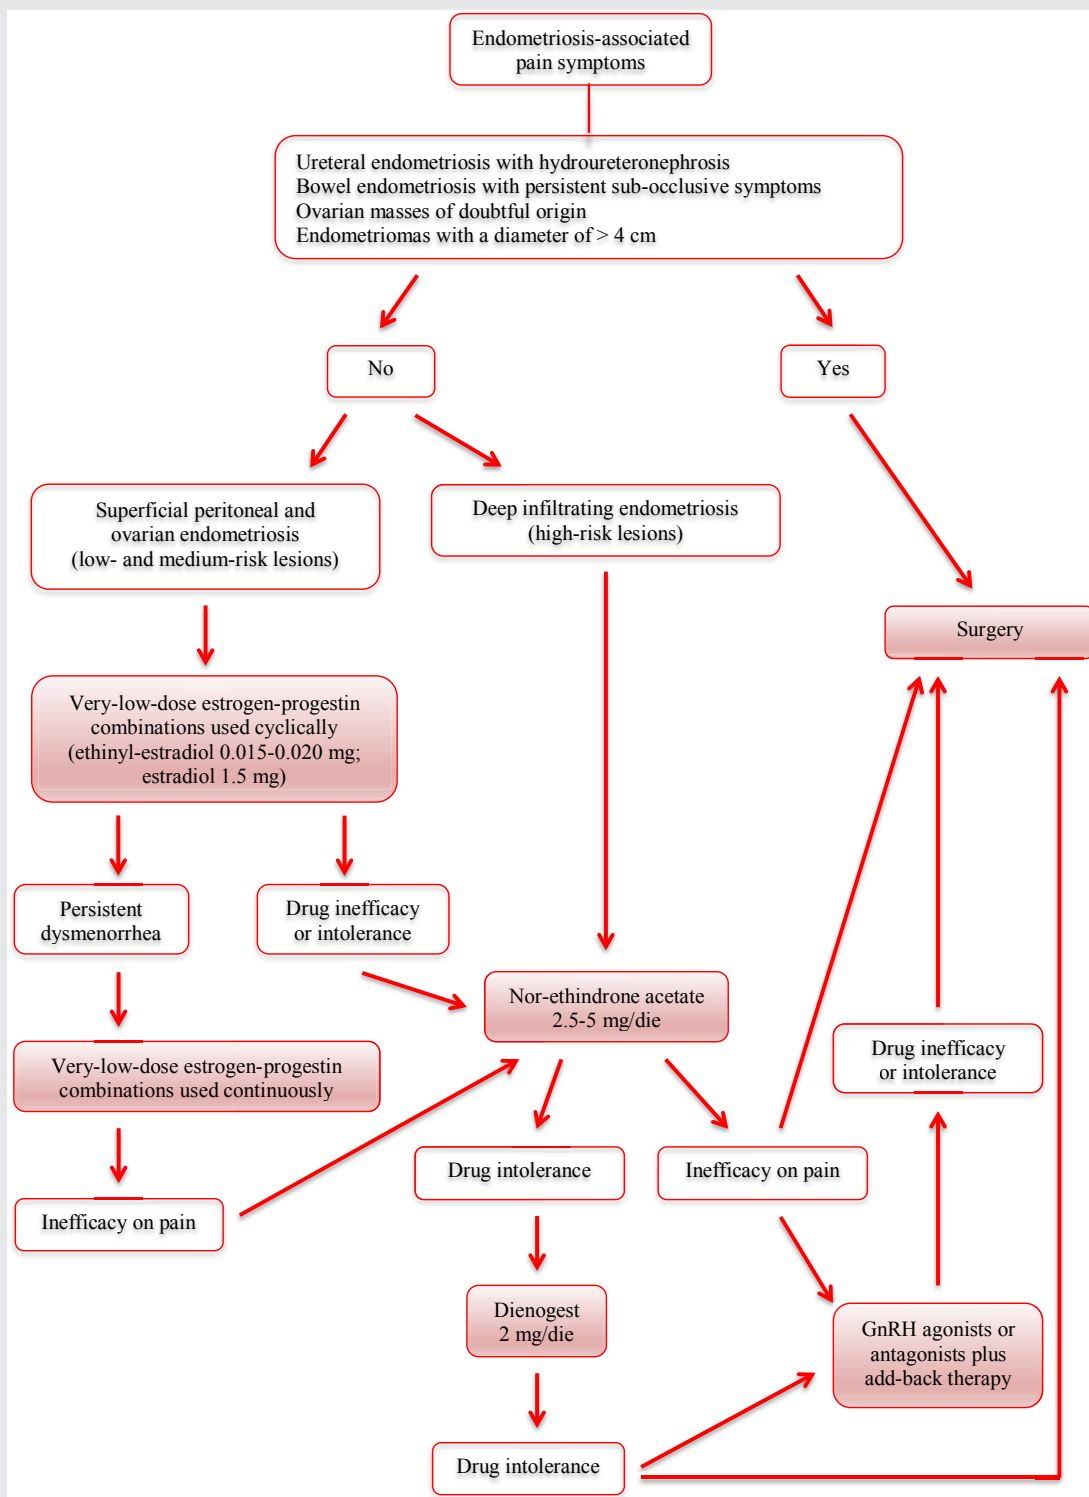 Endometriosis-associated
pain symptoms
Ureteral endometriosis with hydroureteronephrosis
Bowel endometriosis with persistent sub-occlusive symptoms
Ovarian masses of doubtful origin
Endometriomas with a diameter of > 4 cm
No
Yes
Superficial peritoneal and
ovarian endometriosis
(low- and medium-risk lesions)
Deep infiltrating endometriosis
(high-risk lesions)
Surgery
Very-low-dose estrogen-progestin
combinations used cyclically
(ethinyl-estradiol 0.015-0.020 mg;
estradiol 1.5 mg)
Persistent
dysmenorrhea
Drug inefficacy
or intolerance
Nor-ethindrone acetate
2.5-5 mg/die
Drug inefficacy
or intolerance
Very-low-dose estrogen-progestin
combinations used continuously
Drug intolerance
Inefficacy on pain
Inefficacy on pain
Dienogest
2 mg/die
GnRH agonists or
antagonists plus
add-back therapy
Drug intolerance